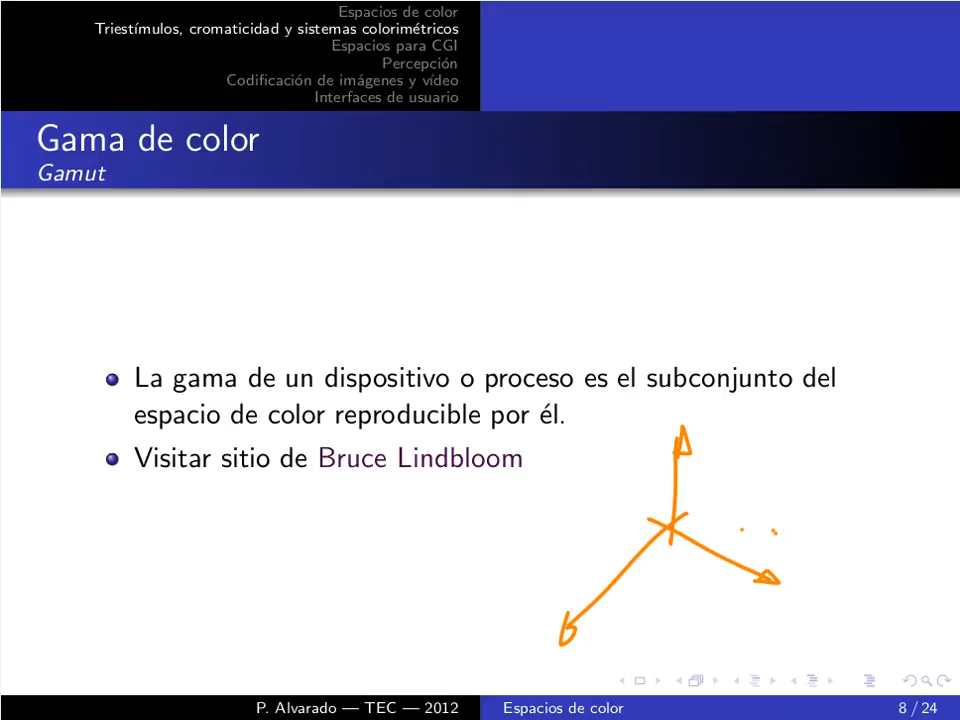 Espacios de color
Triestímulos, cromaticidad y sistemas colorimétricos
Espacios para CGI
Percepción
Codificación de imágenes y vídeo
Interfaces de usuario
Gama de color
Gamut
La gama de un dispositivo o proceso es el subconjunto del
espacio de color reproducible por él.
Visitar sitio de Bruce Lindbloom
P. Alvarado — TEC — 2012
Espacios de color
8 / 24